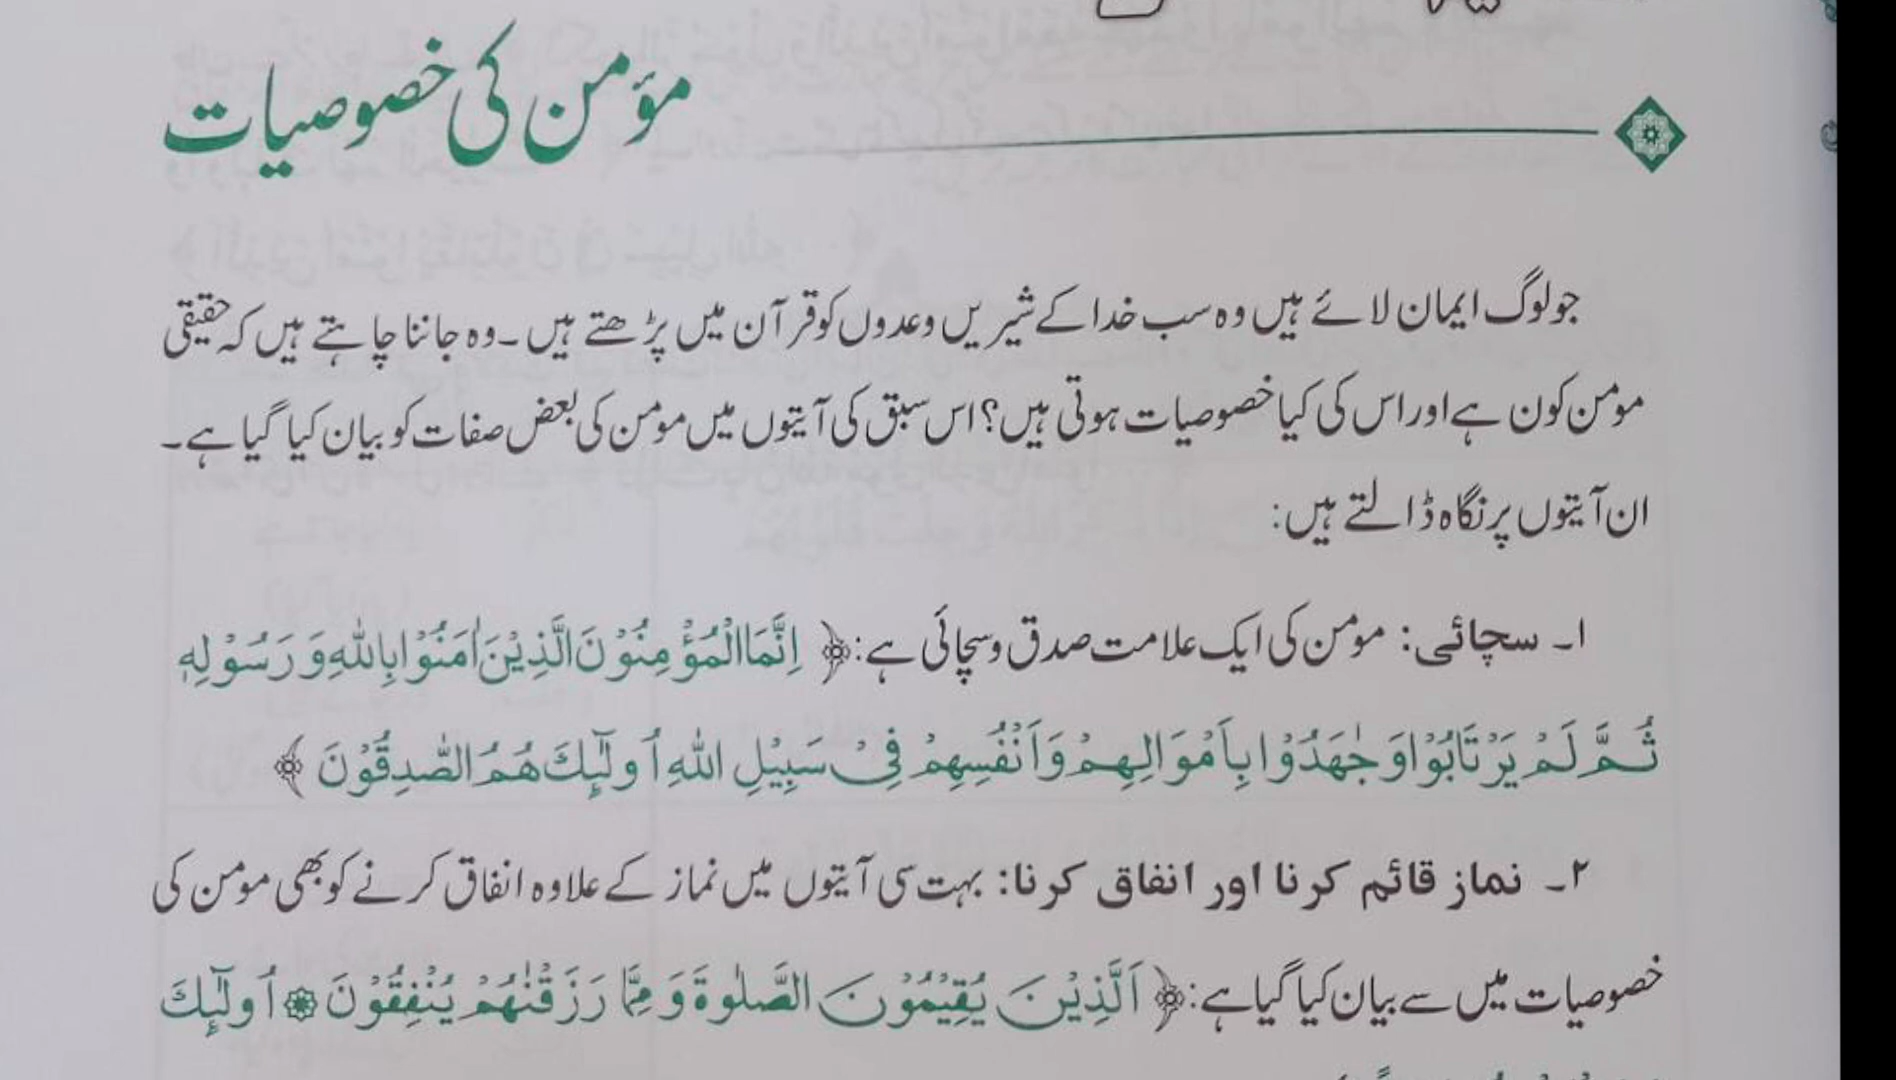 مؤمن کی خصوصیات
جولوگ ایمان لائے ہیں وہ سب خدا کے شیریں وعدوں کو قرآن میں پڑھتے ہیں۔ وہ جاننا چاہتے ہیں کہ حقیقی
مومن کون ہے اور اس کی کیا خصوصیات ہوتی ہیں؟ اس سبق کی آیتوں میں مومن کی بعض صفات کو بیان کیا گیا ہے۔
ان آیتوں پر نگاہ ڈالتے ہیں:
۱۔ سچائی: مومن کی ایک علامت صدق و سچائی ہے: ﴿ اِنَّمَا الْمُؤْمِنُوْنَ الَّذِيْنَ اٰمَنُوْا بِاللّٰهِ وَ رَسُوْلِهٖ
ثُمَّ لَمْ يَرْتَابُوْا وَ جٰهَدُوْا بِاَمْوَالِهِمْ وَ اَنْفُسِهِمْ فِيْ سَبِيْلِ اللّٰهِ اُولٰٓئِكَ هُمُ الصّٰدِقُوْنَ ﴾
۲۔ نماز قائم کرنا اور انفاق کرنا: بہت سی آیتوں میں نماز کے علاوہ انفاق کرنے کو بھی مومن کی
خصوصیات میں سے بیان کیا گیا ہے: ﴿ اَلَّذِيْنَ يُقِيْمُوْنَ الصَّلٰوةَ وَ مِمَّا رَزَقْنٰهُمْ يُنْفِقُوْنَ ۞ اُولٰٓئِكَ